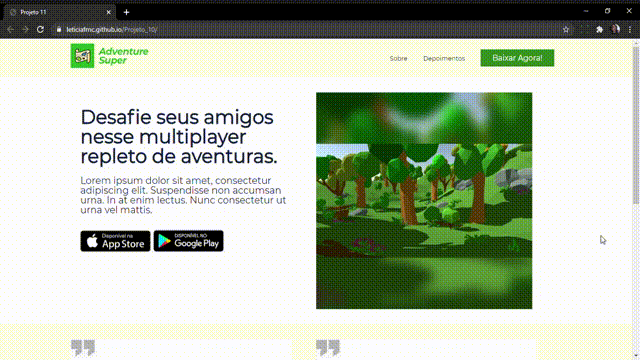 Projeto 11
leticiafmc.github.io/Projeto_10/
Adventure
Super
Sobre
Depoimentos
Baixar Agora!
Desafie seus amigos
nesse multiplayer
repleto de aventuras.
Lorem ipsum dolor sit amet, consectetur
adipiscing elit. Suspendisse non accumsan
urna. In at enim lectus. Nunc consectetur ut
urna vel mattis.
Disponível na
App Store
DISPONÍVEL NO
Google Play